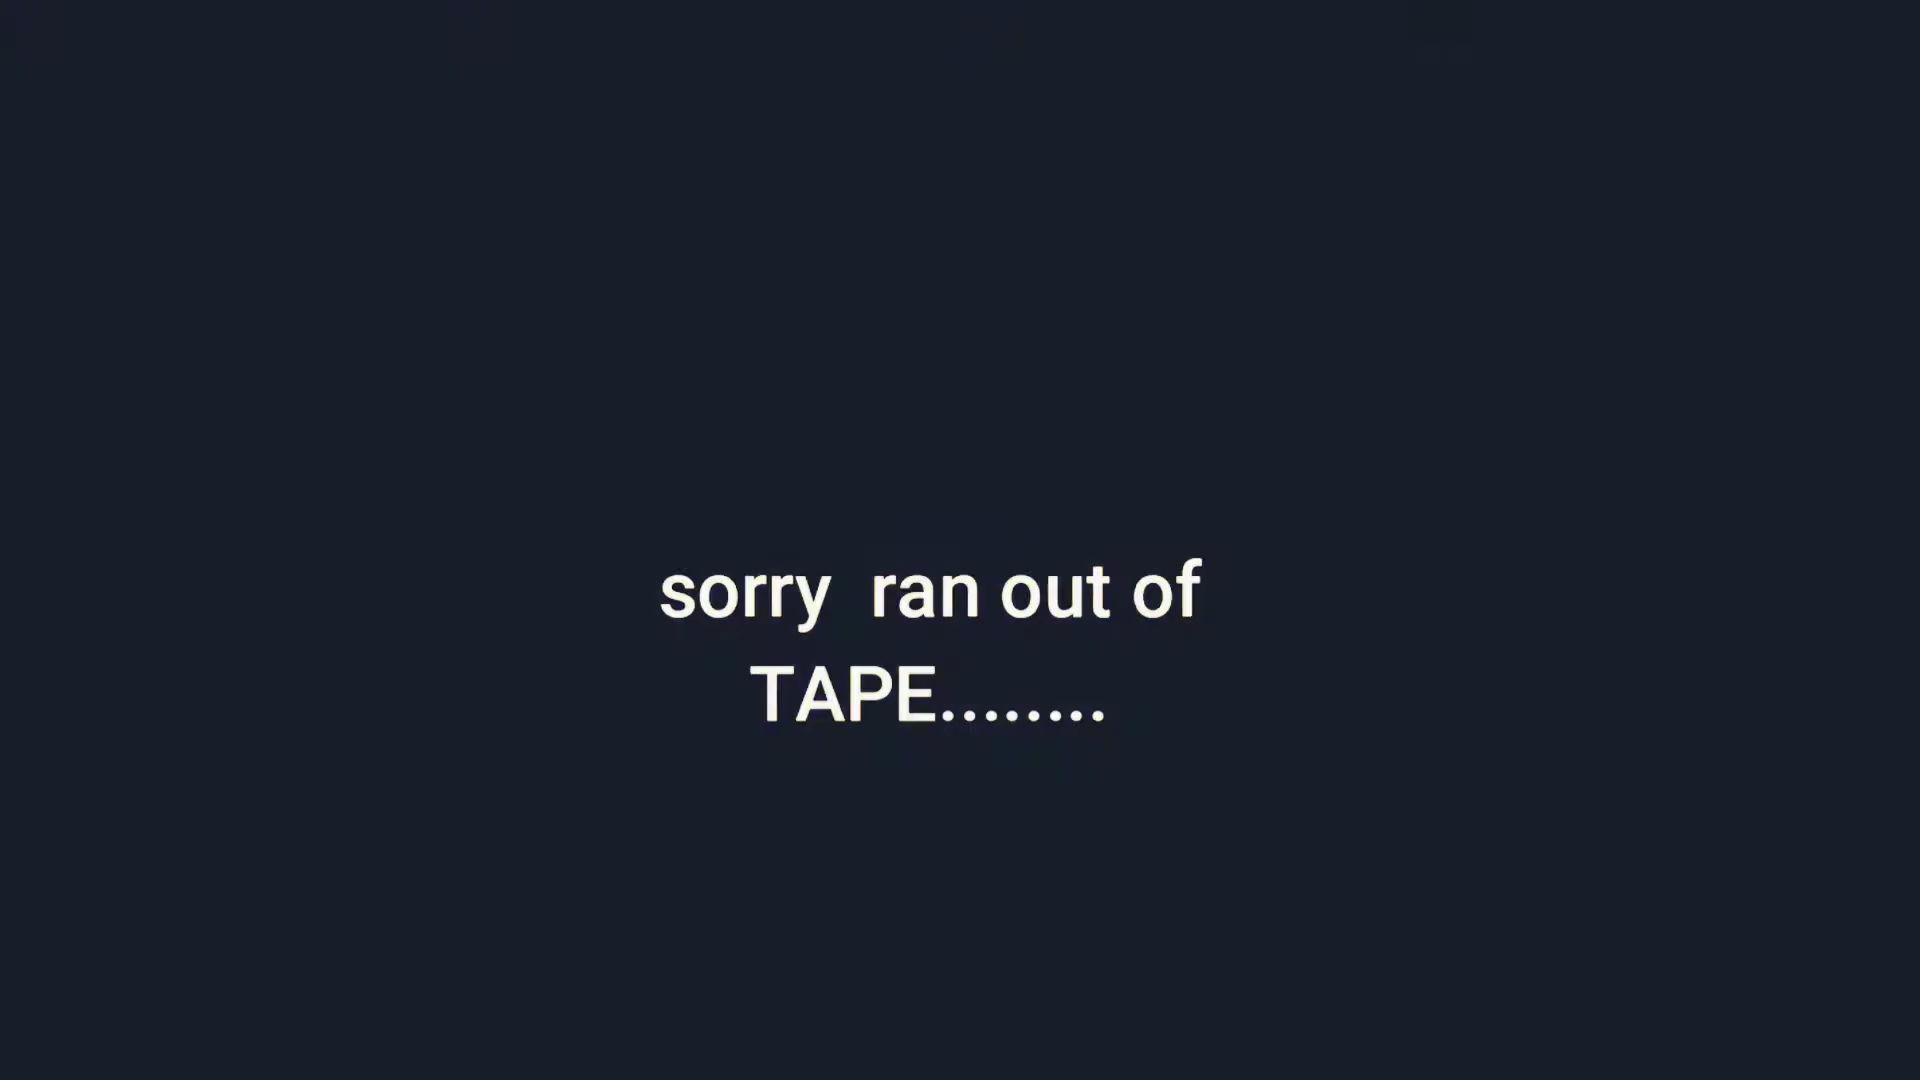 sorry  ran out of
TAPE........